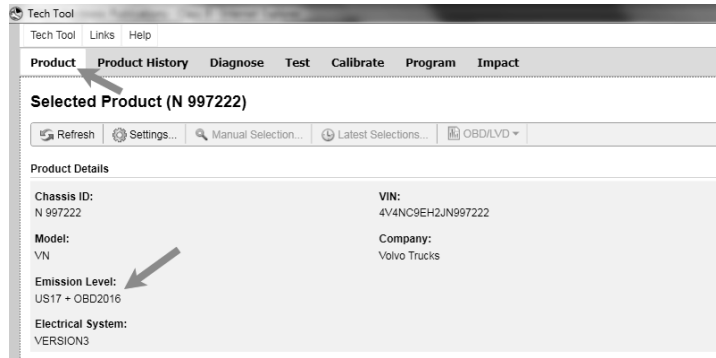 Tech Tool
Tech Tool Links Help
Product Product History Diagnose Test Calibrate Program Impact
Selected Product (N 997222)
Refresh Settings... Manual Selection... Latest Selections... OBD/LVD
Product Details
Chassis ID: VIN:
N 997222 4V4NC9EH2JN997222
Model: Company:
VN Volvo Trucks
Emission Level:
US17 + OBD2016
Electrical System:
VERSION3